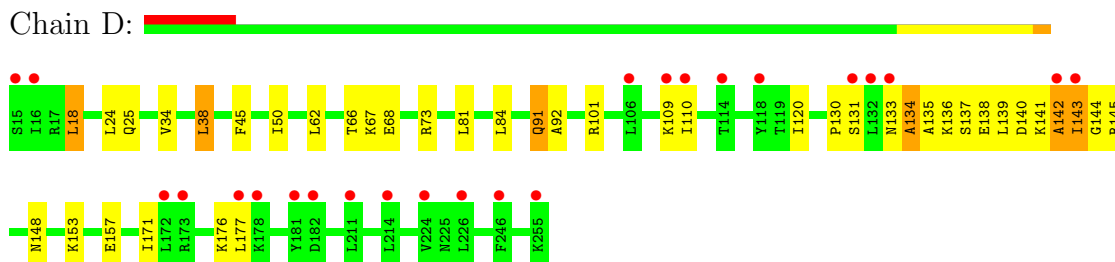 Chain D:
S15 I16 R17 L18 L24 Q25 V34 L38 F45 I50 L62 T66 K67 E68 R73 L81 L84 Q91 A92 R101 L106 K109 I110 T114 Y118 T119 I120 P130 S131 L132 N133 A134 A135 K136 S137 E138 L139 D140 K141 A142 I143 G144
N148 K153 E157 I171 L172 R173 K176 L177 K178 Y181 D182 L211 L214 V224 N225 L226 F246 K255